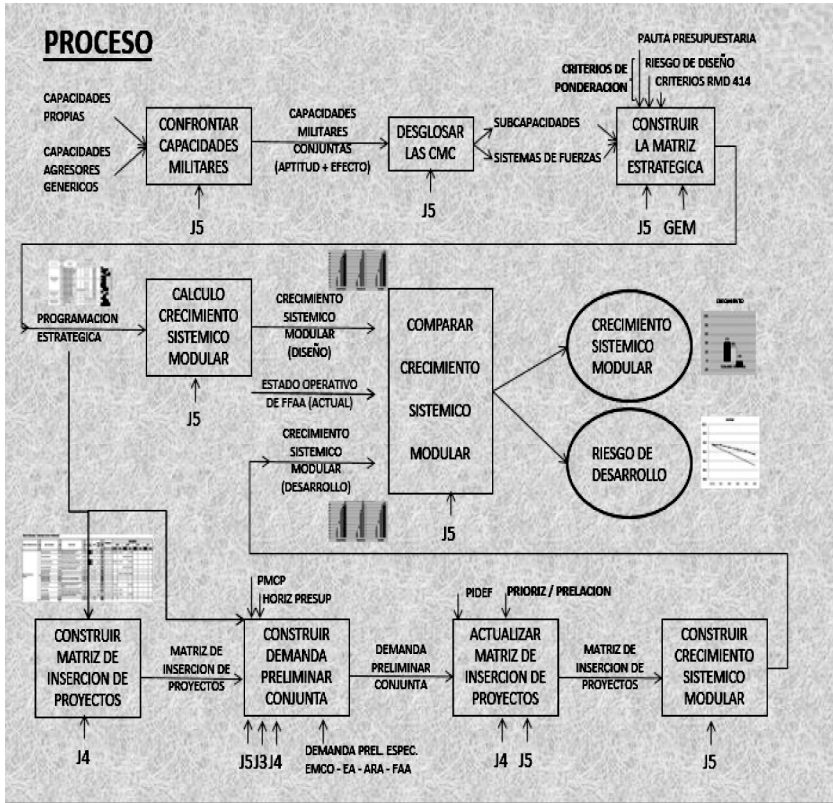 PROCESO
PAUTA PRESUPUESTARIA
CRITERIOS DE
PONDERACION
RIESGO DE DISEÑO
CRITERIOS RMD 414
CAPACIDADES
PROPIAS
CAPACIDADES
AGRESORES
GENERICOS
CONFRONTAR
CAPACIDADES
MILITARES
J5
CAPACIDADES
MILITARES
CONJUNTAS
(APTITUD + EFECTO)
DESGLOSAR
LAS CMC
J5
SUBCAPACIDADES
SISTEMAS DE FUERZAS
CONSTRUIR
LA MATRIZ
ESTRATEGICA
J5
GEM
PROGRAMACION
ESTRATEGICA
CALCULO
CRECIMIENTO
SISTEMICO
MODULAR
J5
CRECIMIENTO
SISTEMICO
MODULAR
(DISEÑO)
ESTADO OPERATIVO
DE FFAA (ACTUAL)
CRECIMIENTO
SISTEMICO
MODULAR
(DESARROLLO)
COMPARAR
CRECIMIENTO
SISTEMICO
MODULAR
J5
CRECIMIENTO
SISTEMICO
MODULAR
RIESGO DE
DESARROLLO
CONSTRUIR
MATRIZ DE
INSERCION DE
PROYECTOS
J4
MATRIZ DE
INSERCION DE
PROYECTOS
PMCP
HORIZ PRESUP
CONSTRUIR
DEMANDA
PRELIMINAR
CONJUNTA
J5 J3 J4
DEMANDA PREL. ESPEC.
EMCO - EA - ARA - FAA
DEMANDA
PRELIMINAR
CONJUNTA
PIDEF
PRIORIZ / PRELACION
ACTUALIZAR
MATRIZ DE
INSERCION DE
PROYECTOS
J4 J5
MATRIZ DE
INSERCION DE
PROYECTOS
CONSTRUIR
CRECIMIENTO
SISTEMICO
MODULAR
J5